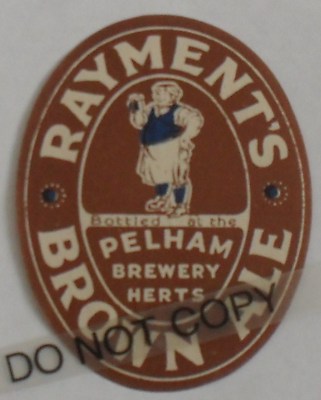 RAYMENT'S
Bottled at the
PELHAM
BREWERY
HERTS
BROWN ALE
DO NOT COPY